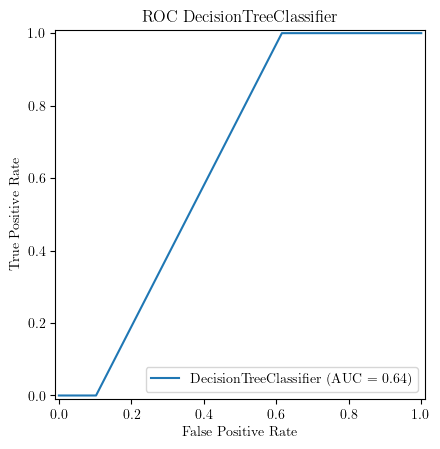 ROC DecisionTreeClassifier
1.0
0.8
0.6
0.4
0.2
0.0
True Positive Rate
DecisionTreeClassifier (AUC = 0.64)
0.0 0.2 0.4 0.6 0.8 1.0
False Positive Rate